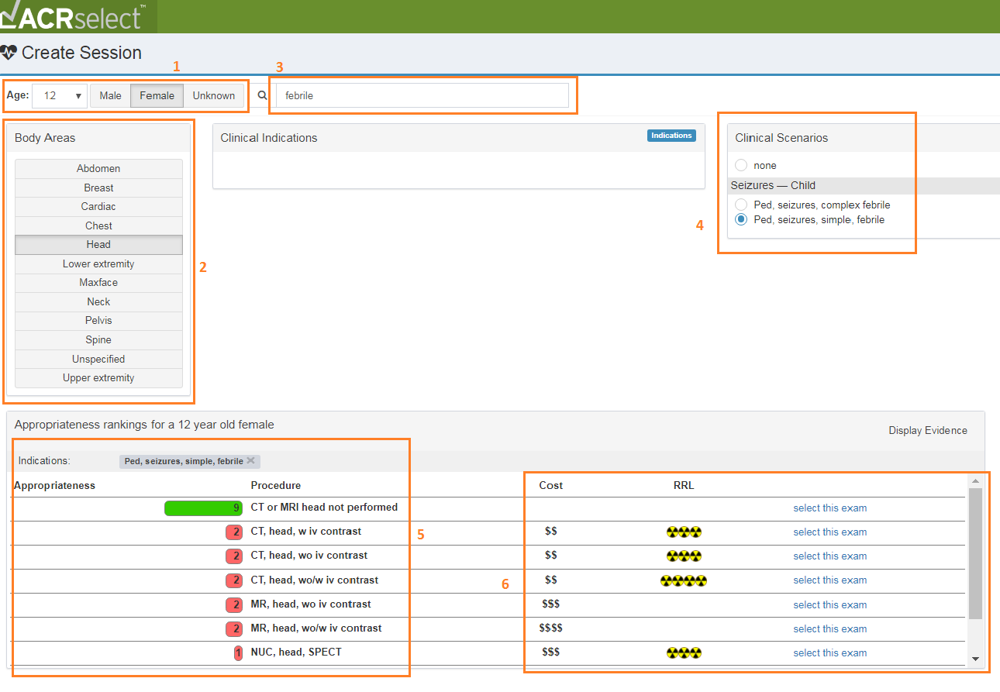 ACRselect™
Create Session
1
3
Age: 12 Male Female Unknown febrile
Body Areas
Abdomen
Breast
Cardiac
Chest
Head
Lower extremity
Maxface
Neck
Pelvis
Spine
Unspecified
Upper extremity
2
Clinical Indications Indications
Clinical Scenarios
none
Seizures — Child
Ped, seizures, complex febrile
Ped, seizures, simple, febrile
4
Appropriateness rankings for a 12 year old female
Display Evidence
Indications: Ped, seizures, simple, febrile
Appropriateness Procedure Cost RRL
9 CT or MRI head not performed select this exam
2 CT, head, w iv contrast $$ select this exam
5
2 CT, head, wo iv contrast $$ select this exam
2 CT, head, wo/w iv contrast $$ select this exam
6
2 MR, head, wo iv contrast $$$ select this exam
2 MR, head, wo/w iv contrast $$$$ select this exam
1 NUC, head, SPECT $$$ select this exam